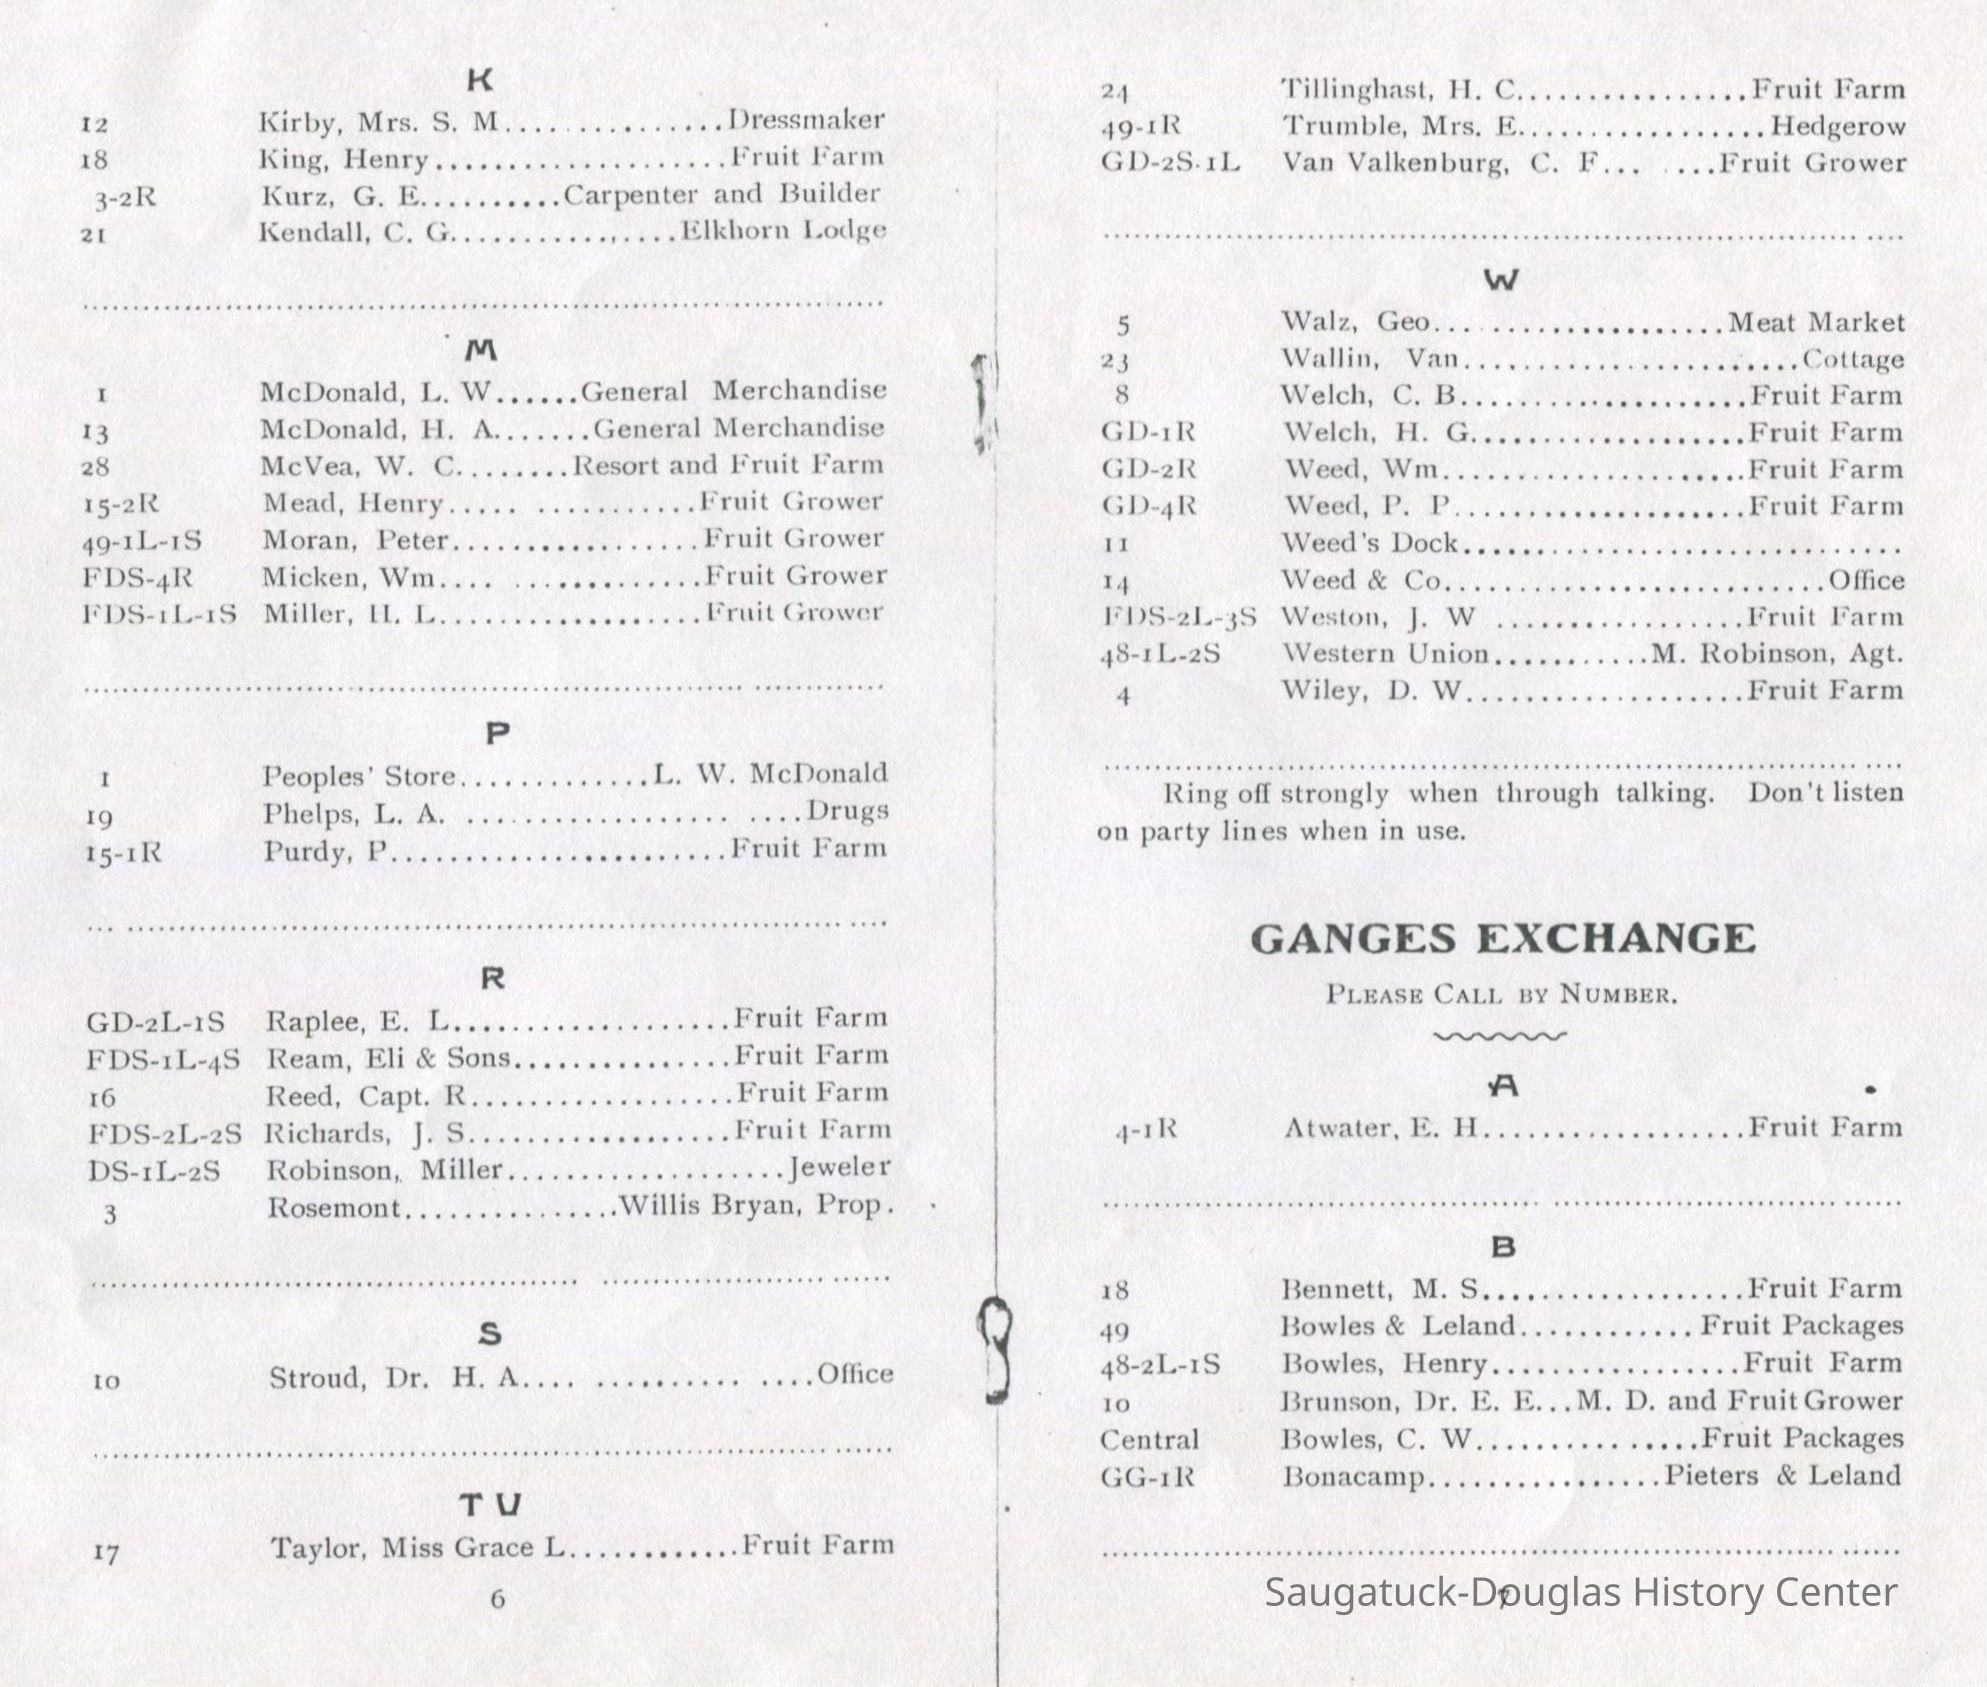 K
12 Kirby, Mrs. S. M................Dressmaker
18 King, Henry....................Fruit Farm
3-2R Kurz, G. E..........Carpenter and Builder
21 Kendall, C. G................Elkhorn Lodge
M
1 McDonald, L. W......General Merchandise
13 McDonald, H. A.......General Merchandise
28 McVea, W. C........Resort and Fruit Farm
15-2R Mead, Henry..... ...........Fruit Grower
49-1L-1S Moran, Peter.................Fruit Grower
FDS-4R Micken, Wm.... .............Fruit Grower
FDS-1L-1S Miller, H. L..................Fruit Grower
P
1 Peoples' Store.............L. W. McDonald
19 Phelps, L. A. .................. ....Drugs
15-1R Purdy, P.......................Fruit Farm
R
GD-2L-1S Raplee, E. L...................Fruit Farm
FDS-1L-4S Ream, Eli & Sons...............Fruit Farm
16 Reed, Capt. R..................Fruit Farm
FDS-2L-2S Richards, J. S..................Fruit Farm
DS-1L-2S Robinson, Miller...................Jeweler
3 Rosemont...............Willis Bryan, Prop.
S
10 Stroud, Dr. H. A.... .......... ....Office
T U
17 Taylor, Miss Grace L............Fruit Farm
6
24 Tillinghast, H. C................Fruit Farm
49-1R Trumble, Mrs. E.................Hedgerow
GD-2S-1L Van Valkenburg, C. F... ....Fruit Grower
W
5 Walz, Geo... .................Meat Market
23 Wallin, Van.......................Cottage
8 Welch, C. B....................Fruit Farm
GD-1R Welch, H. G...................Fruit Farm
GD-2R Weed, Wm.....................Fruit Farm
GD-4R Weed, P. P....................Fruit Farm
11 Weed's Dock..............................
14 Weed & Co..........................Office
FDS-2L-3S Weston, J. W .................Fruit Farm
48-1L-2S Western Union...........M. Robinson, Agt.
4 Wiley, D. W...................Fruit Farm
Ring off strongly when through talking. Don't listen
on party lines when in use.
GANGES EXCHANGE
PLEASE CALL BY NUMBER.
A
4-1R Atwater, E. H..................Fruit Farm
B
18 Bennett, M. S..................Fruit Farm
49 Bowles & Leland............Fruit Packages
48-2L-1S Bowles, Henry.................Fruit Farm
10 Brunson, Dr. E. E...M. D. and Fruit Grower
Central Bowles, C. W............... Fruit Packages
GG-1R Bonacamp................Pieters & Leland
7
Saugatuck-Douglas History Center